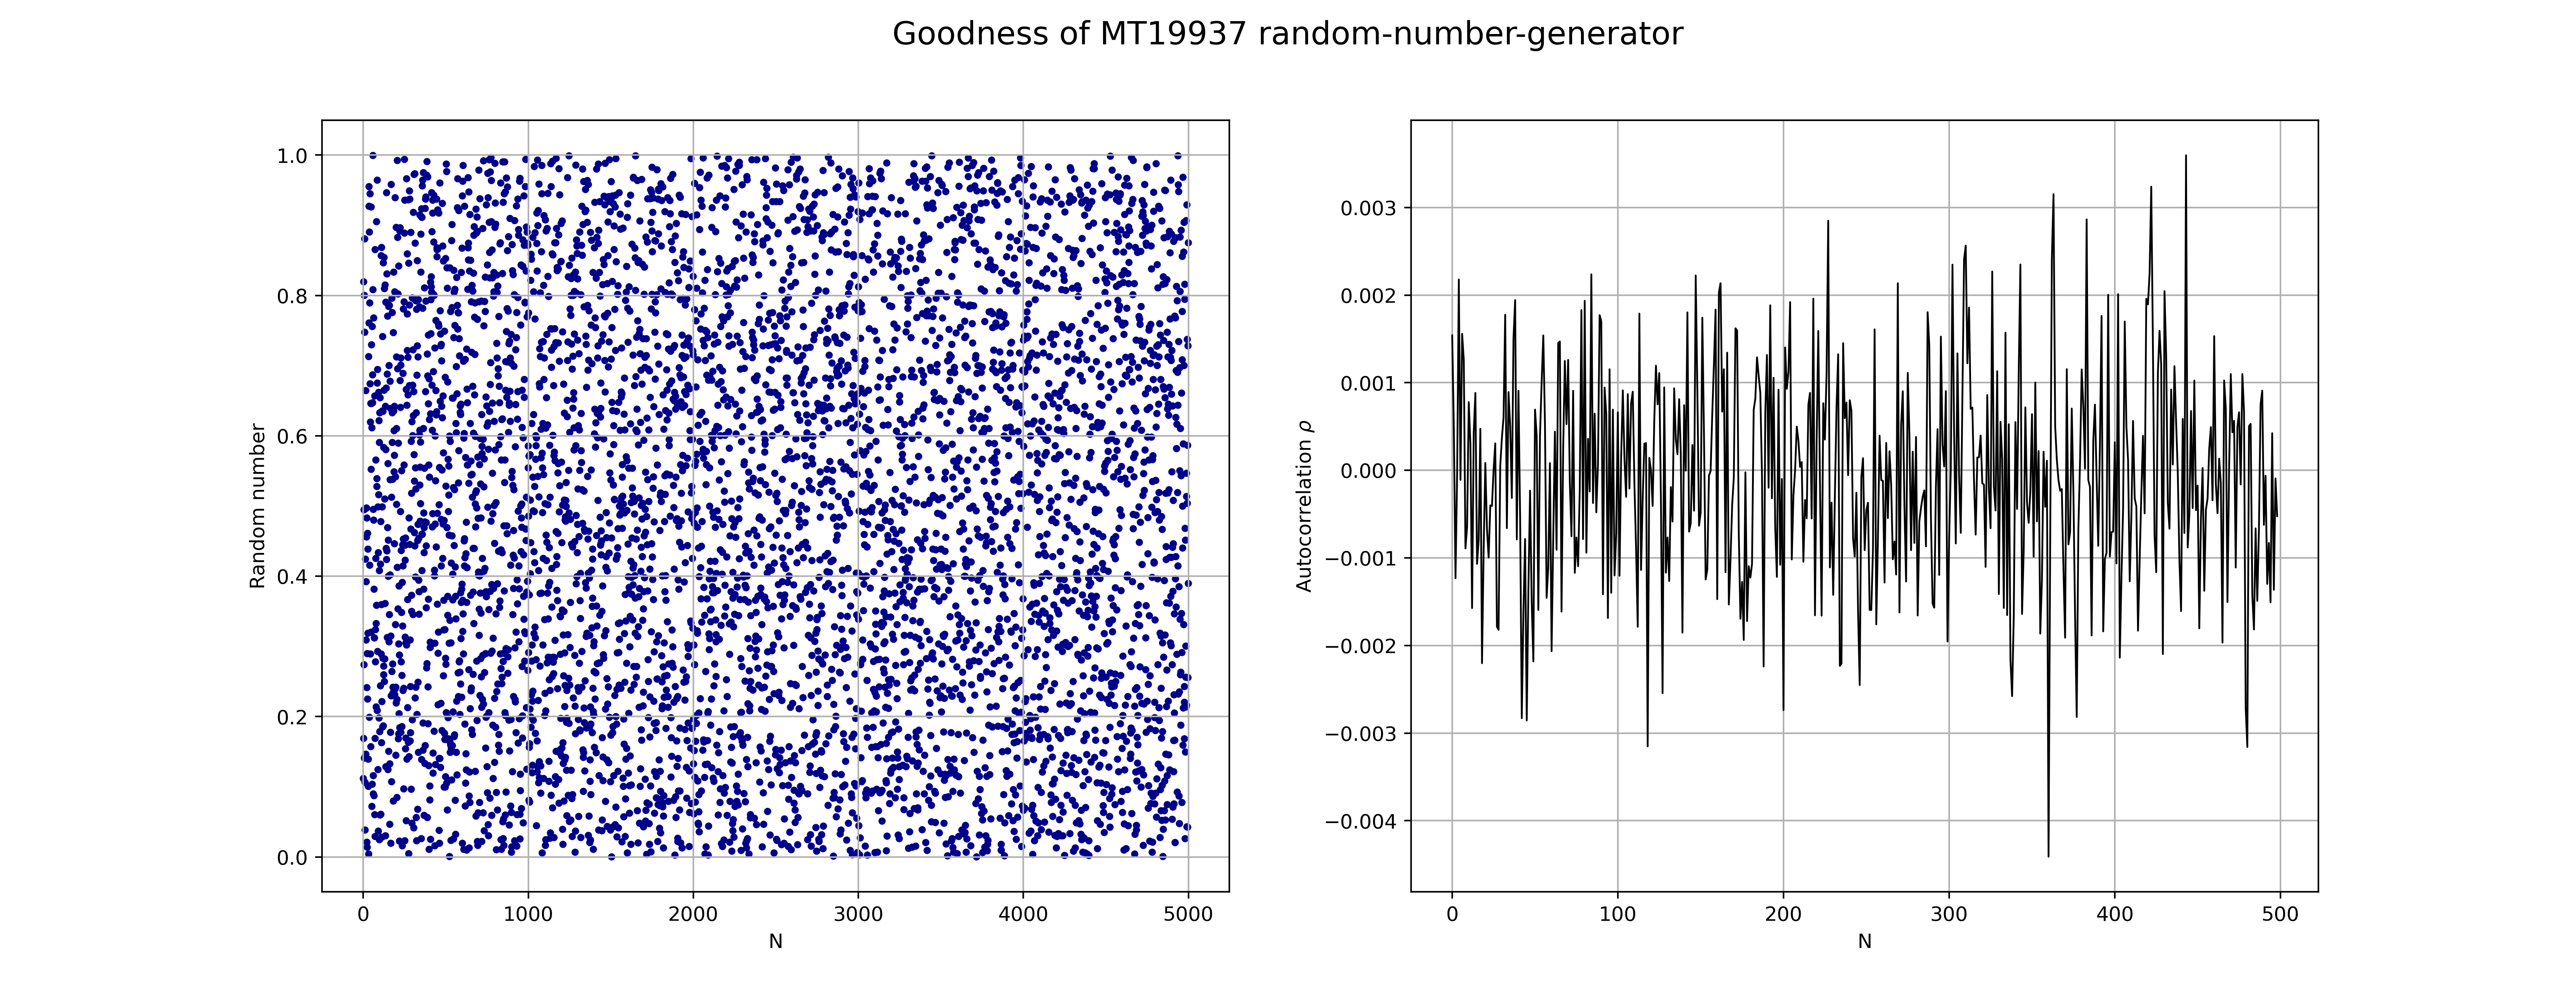 Goodness of MT19937 random-number-generator
Random number
1.0
0.8
0.6
0.4
0.2
0.0
0 1000 2000 3000 4000 5000
N
Autocorrelation ρ
0.003
0.002
0.001
0.000
−0.001
−0.002
−0.003
−0.004
0 100 200 300 400 500
N